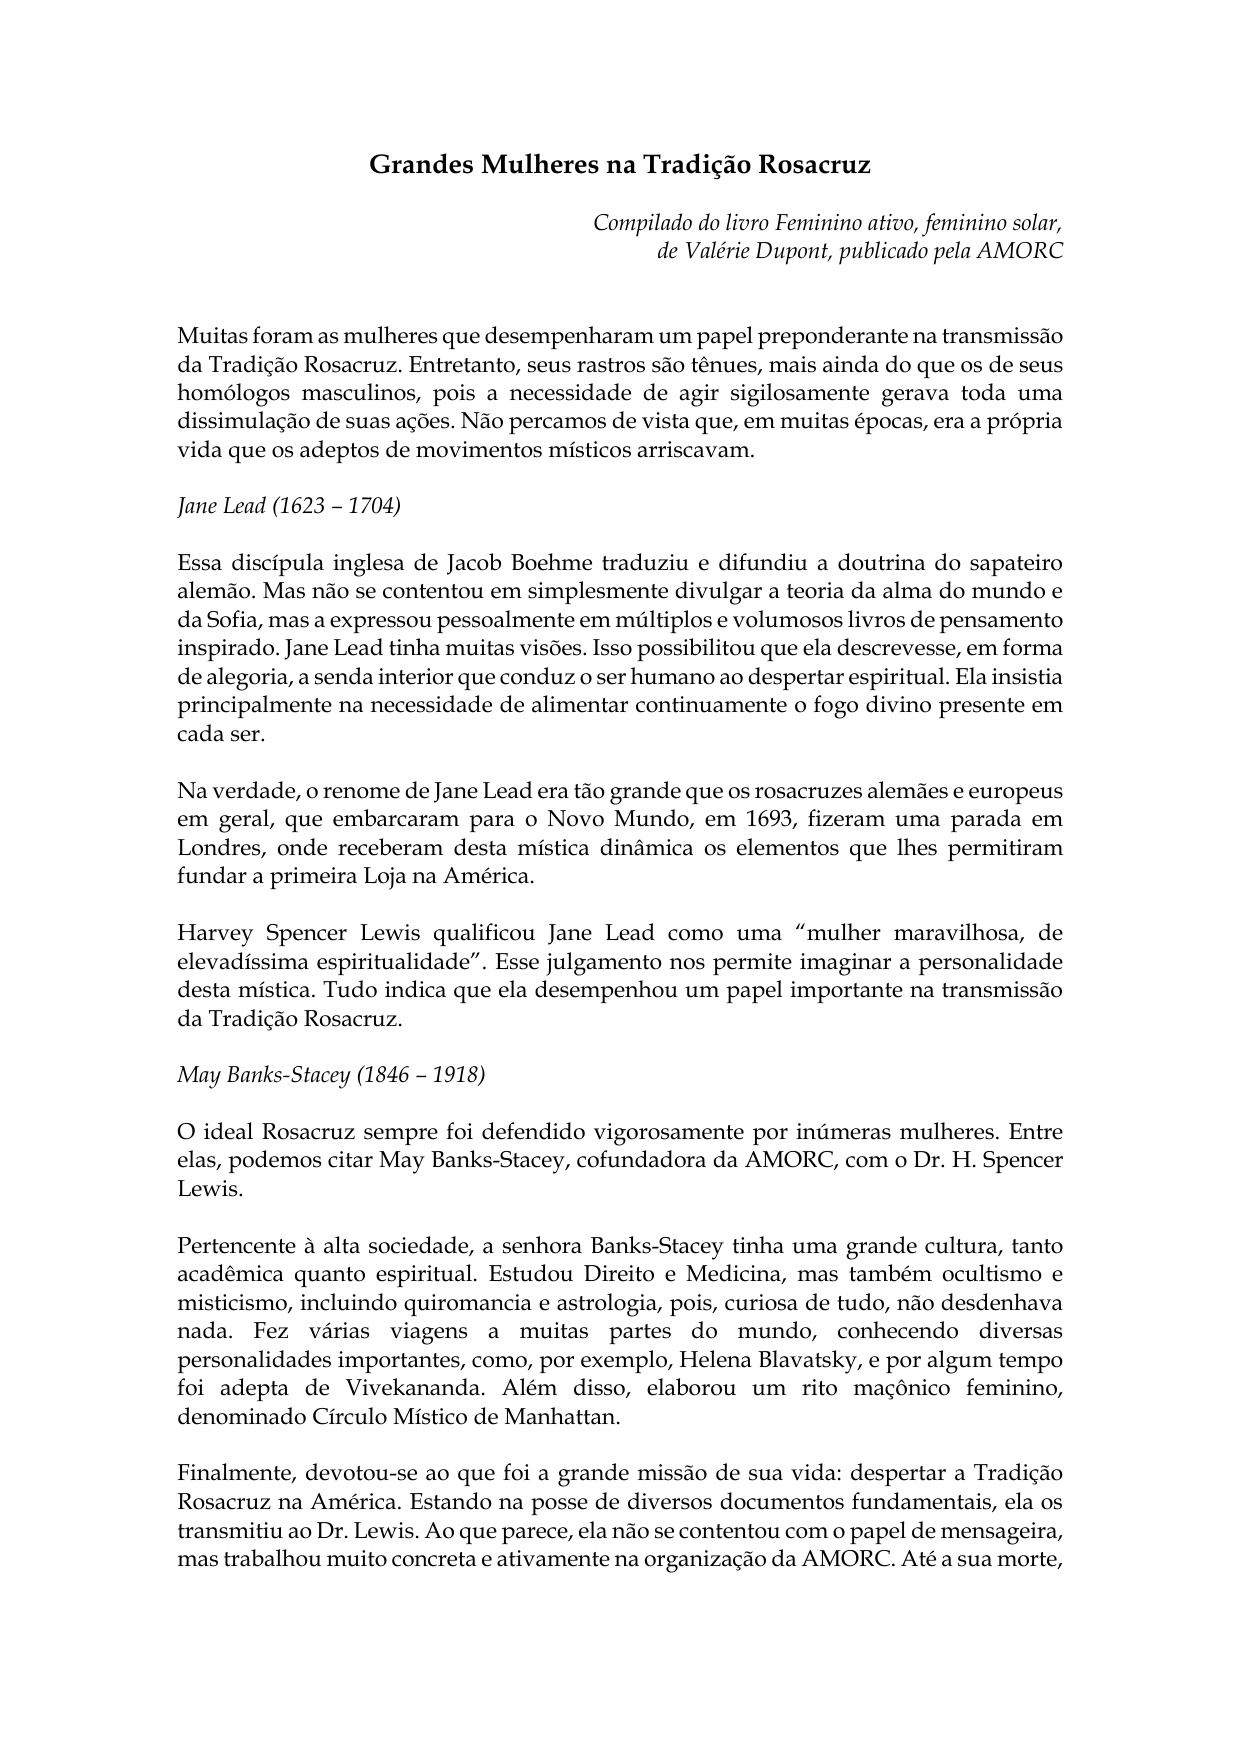 Grandes Mulheres na Tradição Rosacruz
Compilado do livro Feminino ativo, feminino solar,
de Valérie Dupont, publicado pela AMORC
Muitas foram as mulheres que desempenharam um papel preponderante na transmissão
da Tradição Rosacruz. Entretanto, seus rastros são tênues, mais ainda do que os de seus
homólogos masculinos, pois a necessidade de agir sigilosamente gerava toda uma
dissimulação de suas ações. Não percamos de vista que, em muitas épocas, era a própria
vida que os adeptos de movimentos místicos arriscavam.
Jane Lead (1623 – 1704)
Essa discípula inglesa de Jacob Boehme traduziu e difundiu a doutrina do sapateiro
alemão. Mas não se contentou em simplesmente divulgar a teoria da alma do mundo e
da Sofia, mas a expressou pessoalmente em múltiplos e volumosos livros de pensamento
inspirado. Jane Lead tinha muitas visões. Isso possibilitou que ela descrevesse, em forma
de alegoria, a senda interior que conduz o ser humano ao despertar espiritual. Ela insistia
principalmente na necessidade de alimentar continuamente o fogo divino presente em
cada ser.
Na verdade, o renome de Jane Lead era tão grande que os rosacruzes alemães e europeus
em geral, que embarcaram para o Novo Mundo, em 1693, fizeram uma parada em
Londres, onde receberam desta mística dinâmica os elementos que lhes permitiram
fundar a primeira Loja na América.
Harvey Spencer Lewis qualificou Jane Lead como uma “mulher maravilhosa, de
elevadíssima espiritualidade”. Esse julgamento nos permite imaginar a personalidade
desta mística. Tudo indica que ela desempenhou um papel importante na transmissão
da Tradição Rosacruz.
May Banks-Stacey (1846 – 1918)
O ideal Rosacruz sempre foi defendido vigorosamente por inúmeras mulheres. Entre
elas, podemos citar May Banks-Stacey, cofundadora da AMORC, com o Dr. H. Spencer
Lewis.
Pertencente à alta sociedade, a senhora Banks-Stacey tinha uma grande cultura, tanto
acadêmica quanto espiritual. Estudou Direito e Medicina, mas também ocultismo e
misticismo, incluindo quiromancia e astrologia, pois, curiosa de tudo, não desdenhava
nada. Fez várias viagens a muitas partes do mundo, conhecendo diversas
personalidades importantes, como, por exemplo, Helena Blavatsky, e por algum tempo
foi adepta de Vivekananda. Além disso, elaborou um rito maçônico feminino,
denominado Círculo Místico de Manhattan.
Finalmente, devotou-se ao que foi a grande missão de sua vida: despertar a Tradição
Rosacruz na América. Estando na posse de diversos documentos fundamentais, ela os
transmitiu ao Dr. Lewis. Ao que parece, ela não se contentou com o papel de mensageira,
mas trabalhou muito concreta e ativamente na organização da AMORC. Até a sua morte,